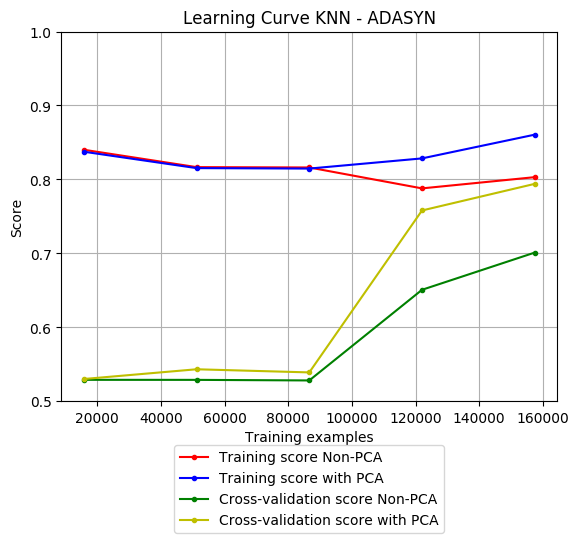 Learning Curve KNN - ADASYN
1.0
0.9
0.8
0.7
0.6
0.5
Score
20000 40000 60000 80000 100000 120000 140000 160000
Training examples
Training score Non-PCA
Training score with PCA
Cross-validation score Non-PCA
Cross-validation score with PCA